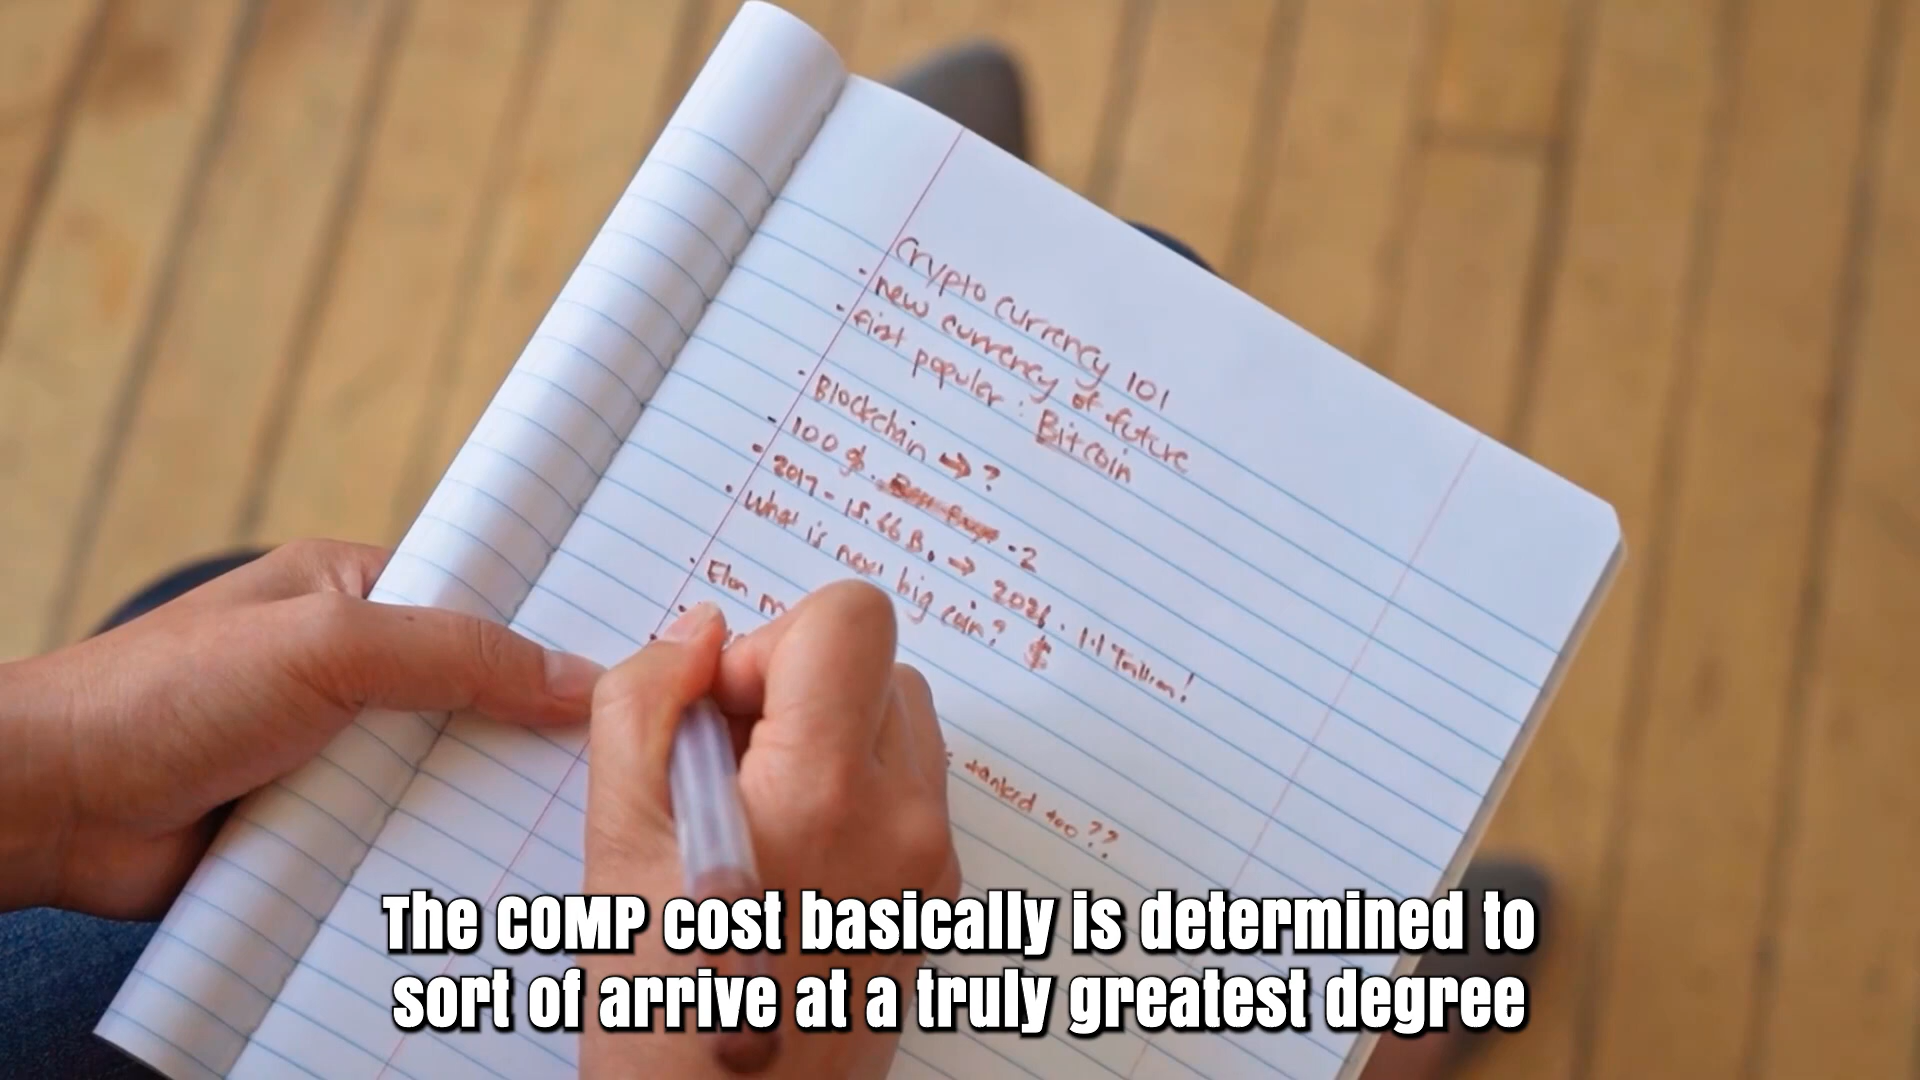 Crypto currency 101
- new currency of future
- first popular : Bitcoin
- Blockchain → ?
- 100 $. -2
- 2017 - 15.66 B. → 2021. 1.1 Trillion!
- What is next big coin? $
- Elon
tanked too ??
The COMP cost basically is determined to
sort of arrive at a truly greatest degree